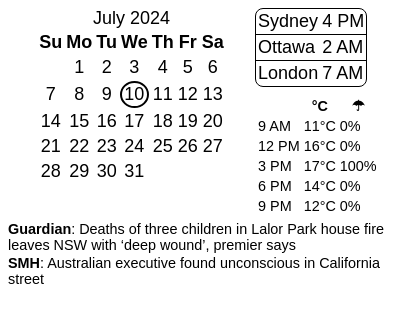 July 2024
Su Mo Tu We Th Fr Sa
1 2 3 4 5 6
7 8 9 10 11 12 13
14 15 16 17 18 19 20
21 22 23 24 25 26 27
28 29 30 31
Sydney 4 PM
Ottawa 2 AM
London 7 AM
°C ☂
9 AM 11°C 0%
12 PM 16°C 0%
3 PM 17°C 100%
6 PM 14°C 0%
9 PM 12°C 0%
Guardian: Deaths of three children in Lalor Park house fire
leaves NSW with ‘deep wound’, premier says
SMH: Australian executive found unconscious in California
street